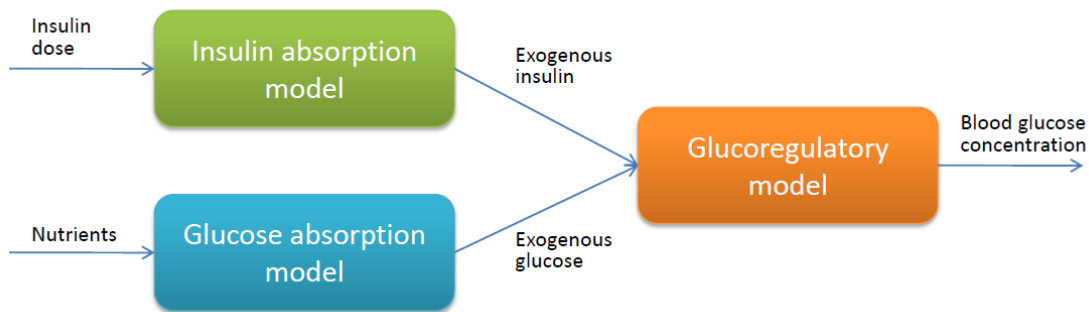 Insulin
dose
Insulin absorption
model
Exogenous
insulin
Nutrients
Glucose absorption
model
Exogenous
glucose
Glucoregulatory
model
Blood glucose
concentration